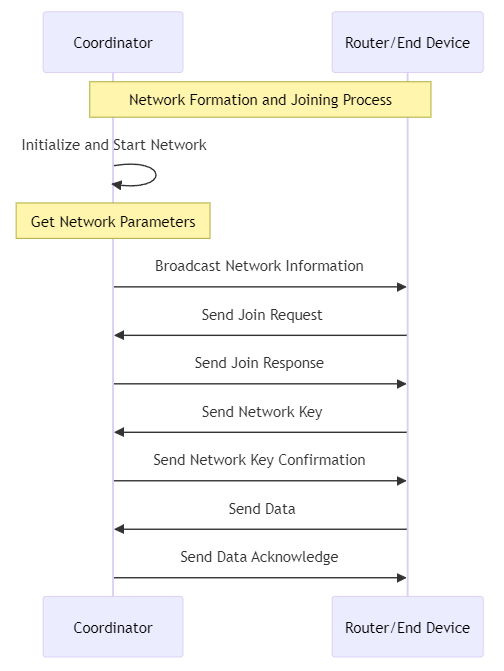 Coordinator
Router/End Device
Network Formation and Joining Process
Initialize and Start Network
Get Network Parameters
Broadcast Network Information
Send Join Request
Send Join Response
Send Network Key
Send Network Key Confirmation
Send Data
Send Data Acknowledge
Coordinator
Router/End Device